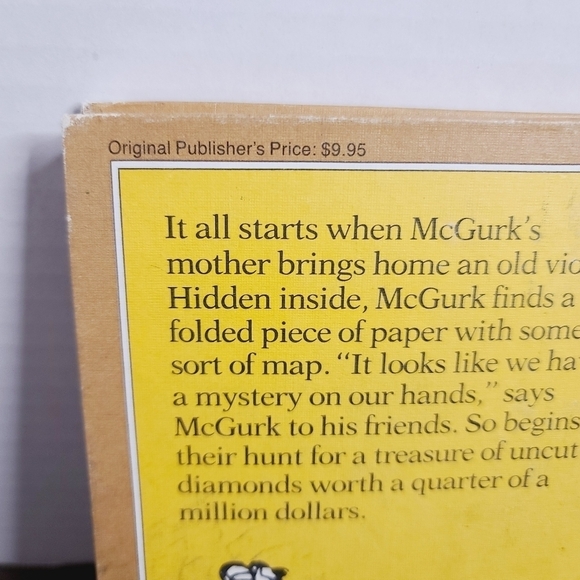 Original Publisher's Price: $9.95
It all starts when McGurk's
mother brings home an old
Hidden inside, McGurk finds a
folded piece of paper with some
sort of map. "It looks like we
a mystery on our hands," says
McGurk to his friends. So begins
their hunt for a treasure of uncut
diamonds worth a quarter of a
million dollars.